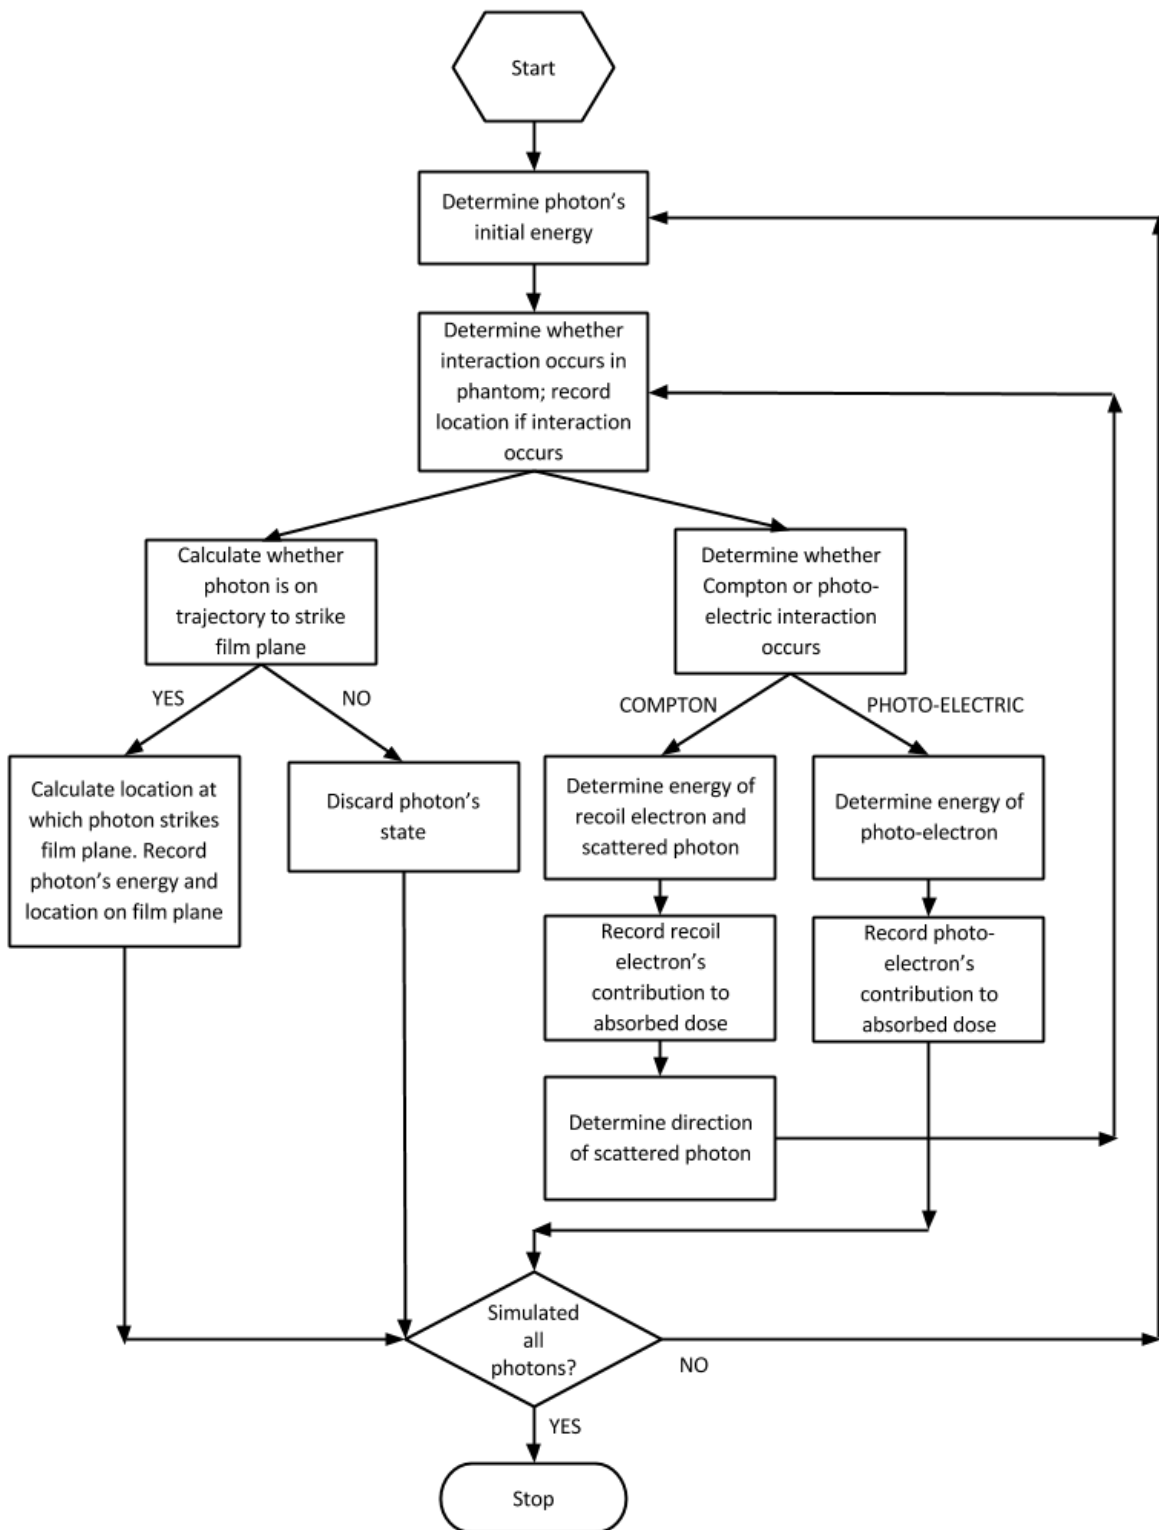 Start
Determine photon’s
initial energy
Determine whether
interaction occurs in
phantom; record
location if interaction
occurs
Calculate whether
photon is on
trajectory to strike
film plane
Determine whether
Compton or photo-
electric interaction
occurs
YES
NO
COMPTON
PHOTO-ELECTRIC
Calculate location at
which photon strikes
film plane. Record
photon’s energy and
location on film plane
Discard photon’s
state
Determine energy of
recoil electron and
scattered photon
Determine energy of
photo-electron
Record recoil
electron’s
contribution to
absorbed dose
Record photo-
electron’s
contribution to
absorbed dose
Determine direction
of scattered photon
Simulated
all
photons?
NO
YES
Stop